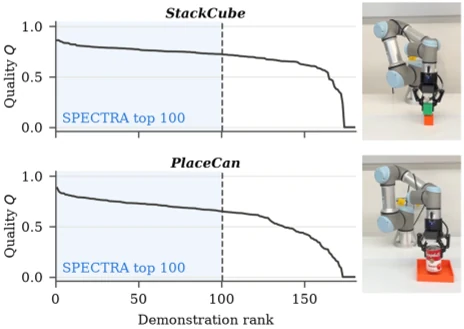 StackCube
1.0
0.5
0.0
Quality Q
SPECTRA top 100
PlaceCan
1.0
0.5
0.0
Quality Q
SPECTRA top 100
0 50 100 150
Demonstration rank